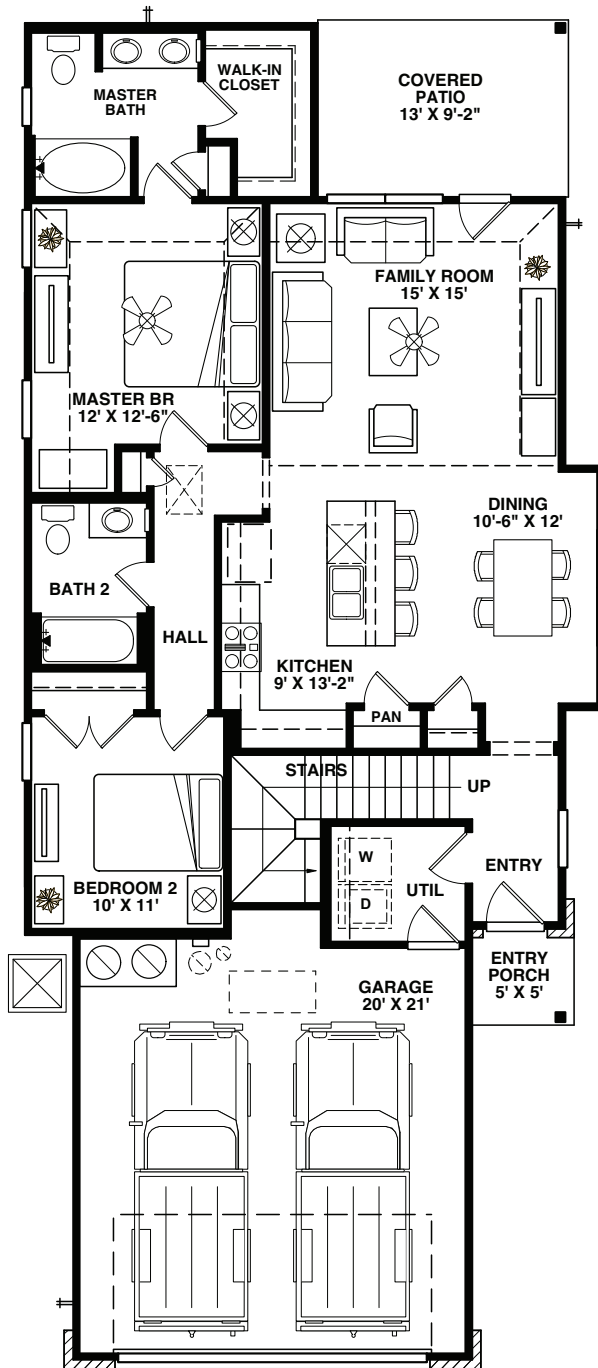 WALK-IN
CLOSET
MASTER
BATH
COVERED
PATIO
13' X 9'-2"
FAMILY ROOM
15' X 15'
MASTER BR
12' X 12'-6"
DINING
10'-6" X 12'
BATH 2
HALL
KITCHEN
9' X 13'-2"
PAN
STAIRS
UP
W
D
UTIL
ENTRY
BEDROOM 2
10' X 11'
ENTRY
PORCH
5' X 5'
GARAGE
20' X 21'